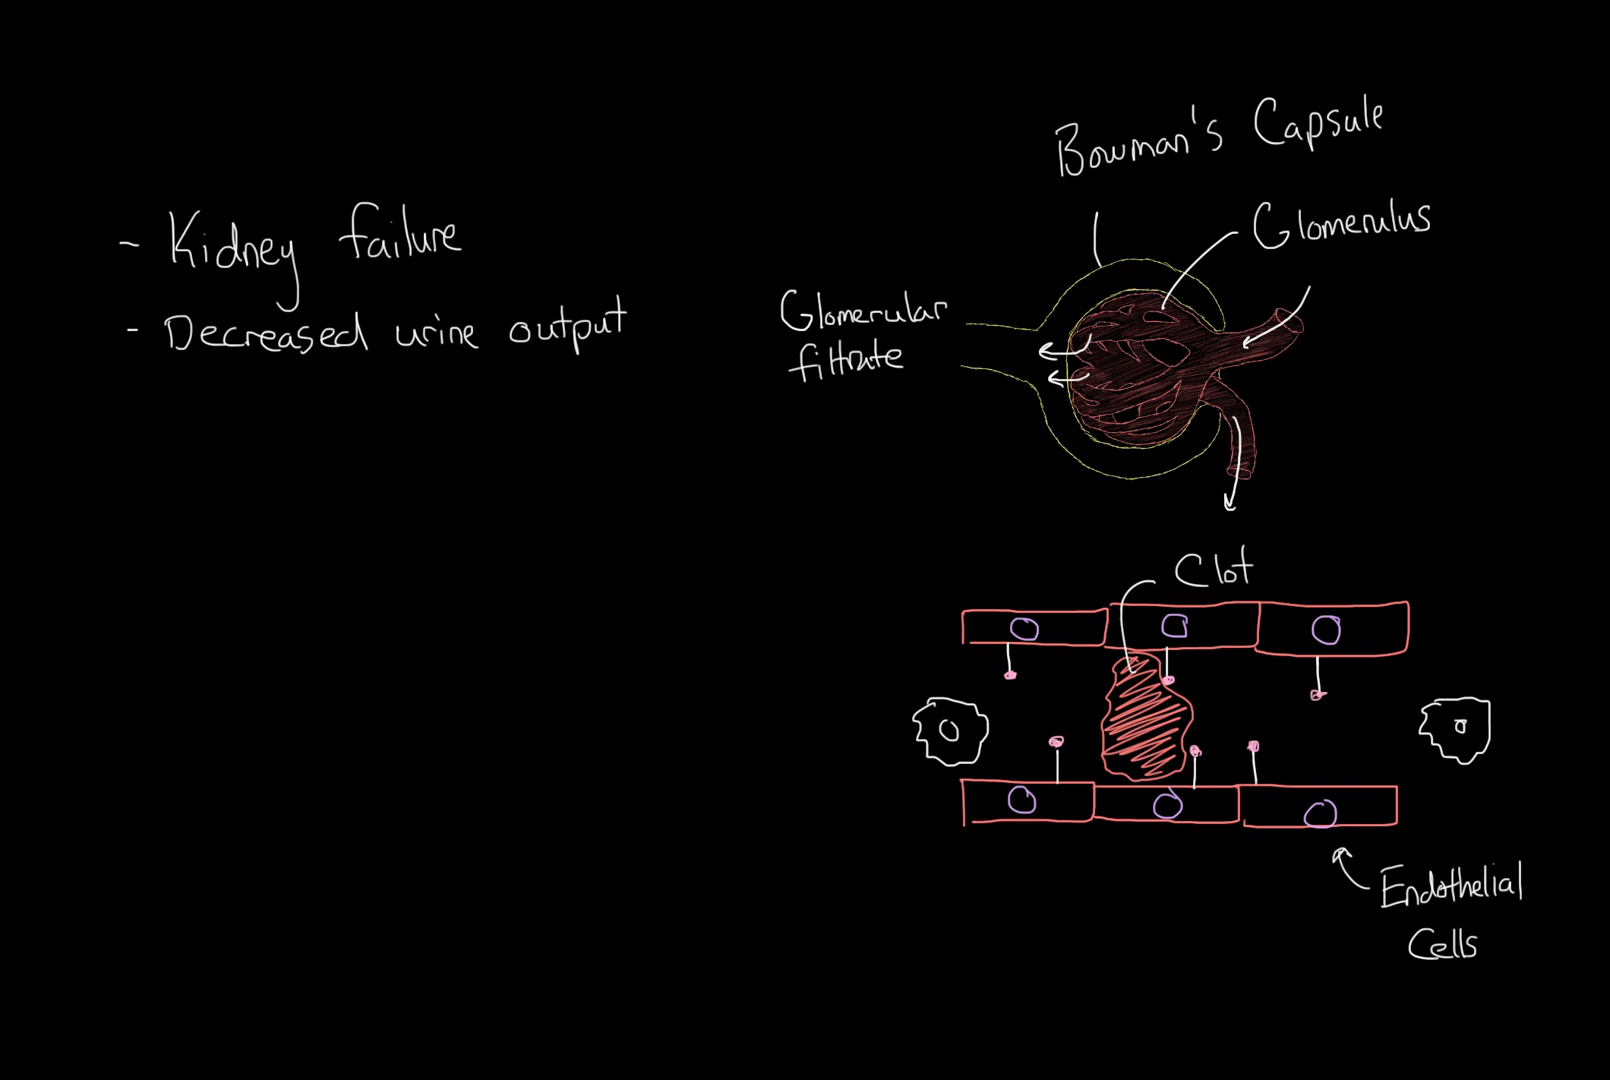 - Kidney failure
- Decreased urine output
Bowman's Capsule
Glomerulus
Glomerular
filtrate
Clot
Endothelial
Cells